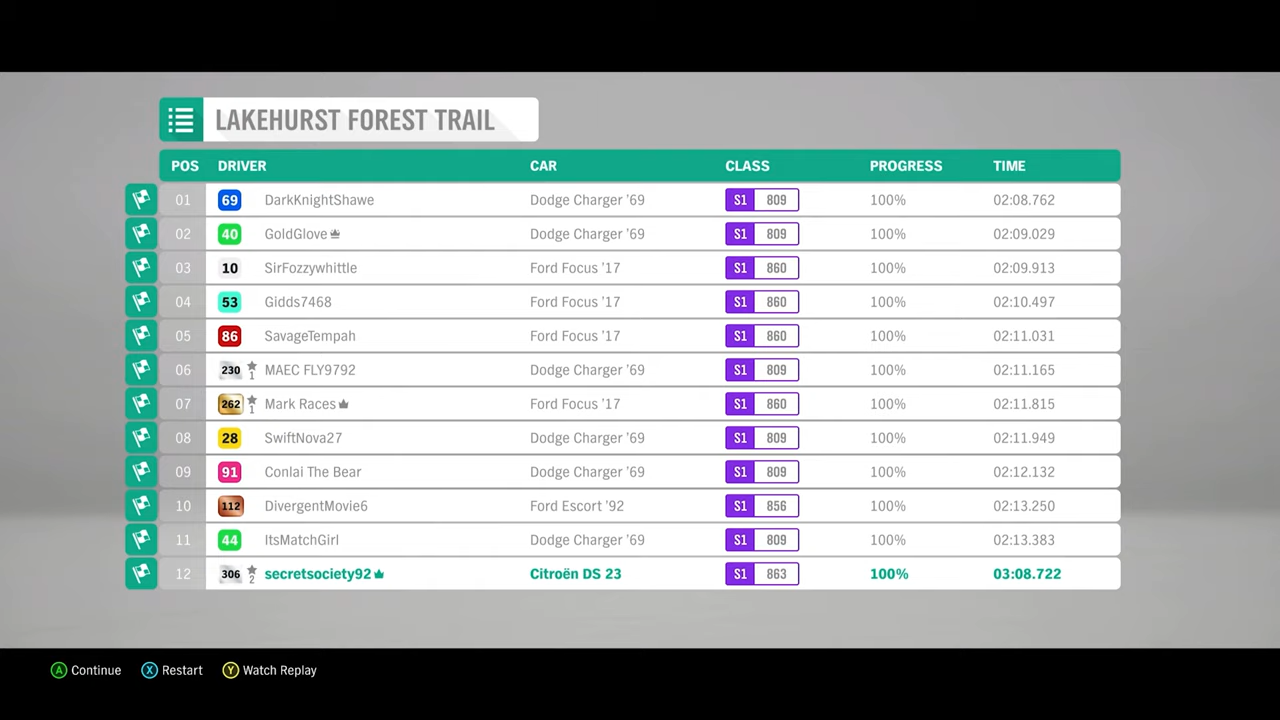 LAKEHURST FOREST TRAIL
POS DRIVER CAR CLASS PROGRESS TIME
01 69 DarkKnightShawe Dodge Charger '69 S1 809 100% 02:08.762
02 40 GoldGlove Dodge Charger '69 S1 809 100% 02:09.029
03 10 SirFozzywhittle Ford Focus '17 S1 860 100% 02:09.913
04 53 Gidds7468 Ford Focus '17 S1 860 100% 02:10.497
05 86 SavageTempah Ford Focus '17 S1 860 100% 02:11.031
06 230 1 MAEC FLY9792 Dodge Charger '69 S1 809 100% 02:11.165
07 262 1 Mark Races Ford Focus '17 S1 860 100% 02:11.815
08 28 SwiftNova27 Dodge Charger '69 S1 809 100% 02:11.949
09 91 Conlai The Bear Dodge Charger '69 S1 809 100% 02:12.132
10 112 DivergentMovie6 Ford Escort '92 S1 856 100% 02:13.250
11 44 ItsMatchGirl Dodge Charger '69 S1 809 100% 02:13.383
12 306 2 secretsociety92 Citroën DS 23 S1 863 100% 03:08.722
A Continue X Restart Y Watch Replay